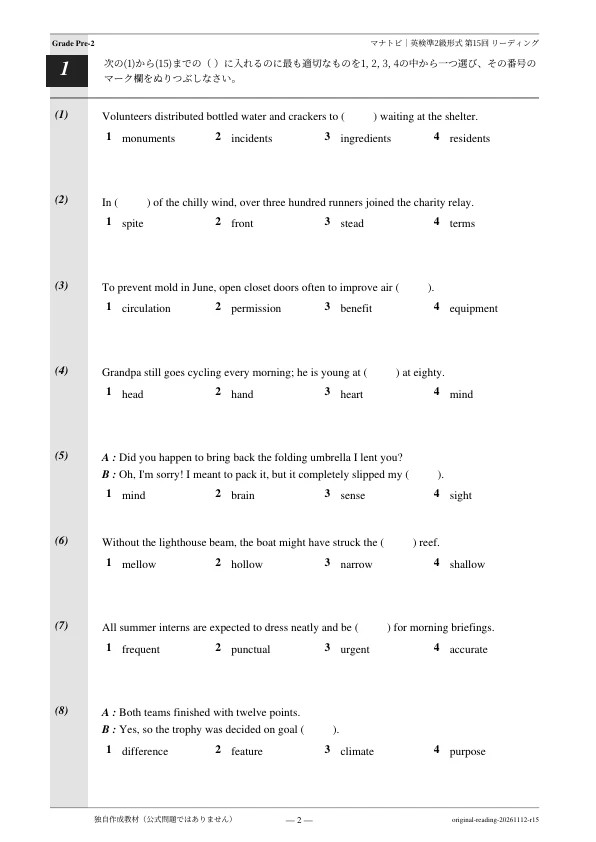 Grade Pre-2 マナトビ｜英検準2級形式 第15回 リーディング
1 次の(1)から(15)までの（ ）に入れるのに最も適切なものを1, 2, 3, 4の中から一つ選び、その番号の
マーク欄をぬりつぶしなさい。
(1) Volunteers distributed bottled water and crackers to ( ) waiting at the shelter.
1 monuments 2 incidents 3 ingredients 4 residents
(2) In ( ) of the chilly wind, over three hundred runners joined the charity relay.
1 spite 2 front 3 stead 4 terms
(3) To prevent mold in June, open closet doors often to improve air ( ).
1 circulation 2 permission 3 benefit 4 equipment
(4) Grandpa still goes cycling every morning; he is young at ( ) at eighty.
1 head 2 hand 3 heart 4 mind
(5) A : Did you happen to bring back the folding umbrella I lent you?
B : Oh, I'm sorry! I meant to pack it, but it completely slipped my ( ).
1 mind 2 brain 3 sense 4 sight
(6) Without the lighthouse beam, the boat might have struck the ( ) reef.
1 mellow 2 hollow 3 narrow 4 shallow
(7) All summer interns are expected to dress neatly and be ( ) for morning briefings.
1 frequent 2 punctual 3 urgent 4 accurate
(8) A : Both teams finished with twelve points.
B : Yes, so the trophy was decided on goal ( ).
1 difference 2 feature 3 climate 4 purpose
独自作成教材（公式問題ではありません） — 2 — original-reading-20261112-r15